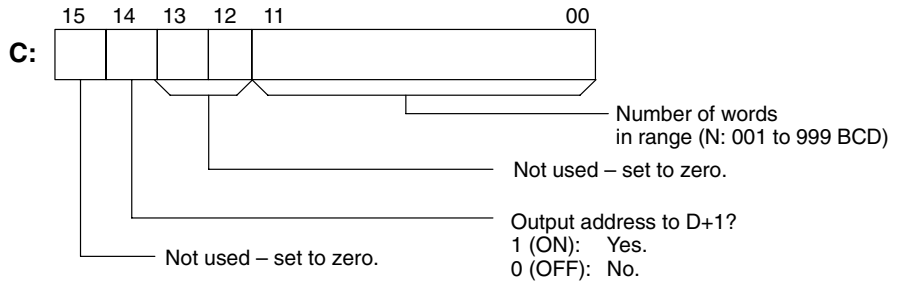 15 14 13 12 11 00
C:
Number of words
in range (N: 001 to 999 BCD)
Not used – set to zero.
Output address to D+1?
1 (ON): Yes.
0 (OFF): No.
Not used – set to zero.